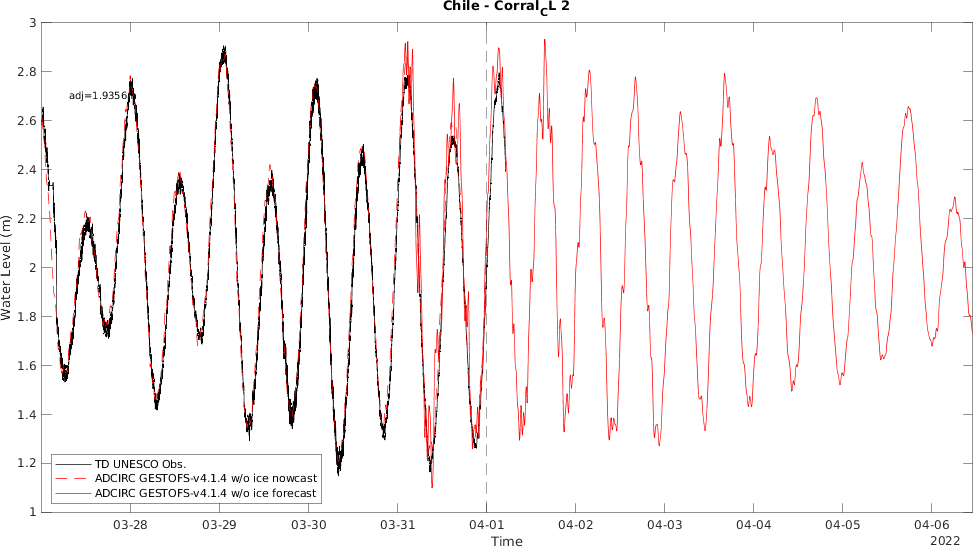 Chile - CorralCL 2
3
2.8
adj=1.9356
2.6
2.4
2.2
2
1.8
1.6
1.4
1.2
1
Water Level (m)
TD UNESCO Obs.
ADCIRC GESTOFS-v4.1.4 w/o ice nowcast
ADCIRC GESTOFS-v4.1.4 w/o ice forecast
03-28 03-29 03-30 03-31 04-01 04-02 04-03 04-04 04-05 04-06
Time 2022